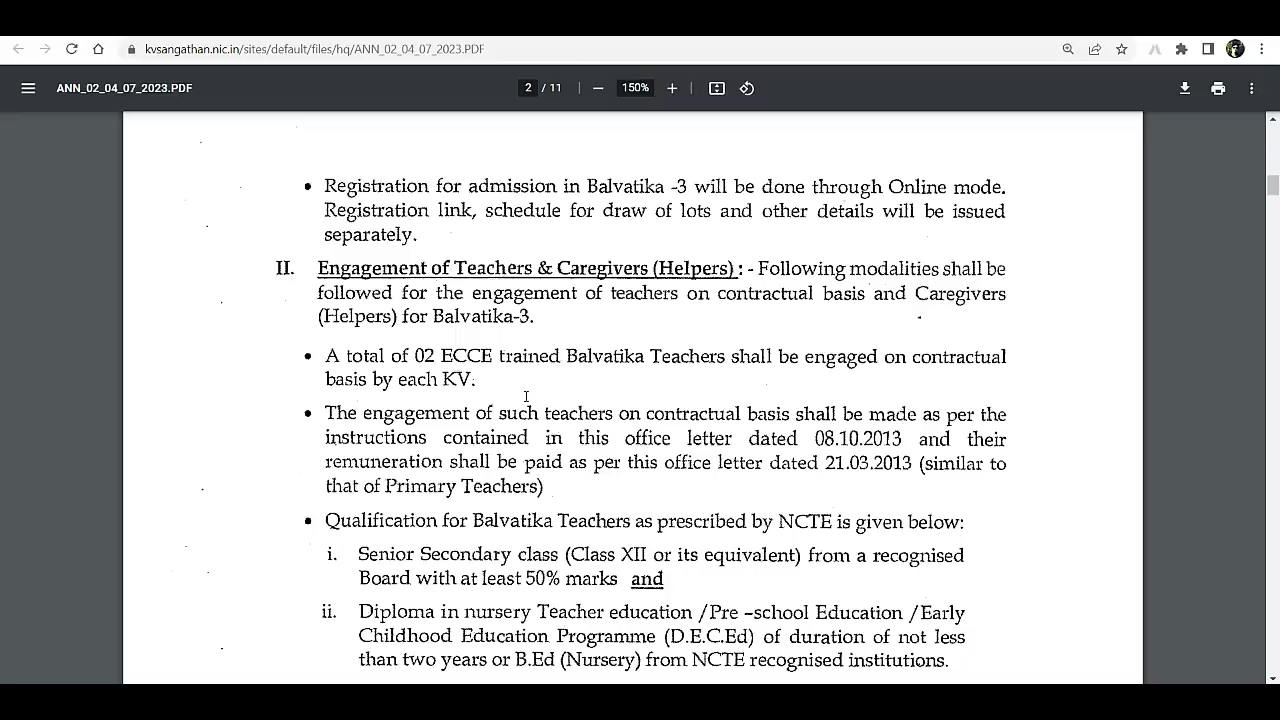 kvsangathan.nic.in/sites/default/files/hq/ANN_02_04_07_2023.PDF
ANN_02_04_07_2023.PDF
2 / 11
150%
• Registration for admission in Balvatika -3 will be done through Online mode.
Registration link, schedule for draw of lots and other details will be issued
separately.
II. Engagement of Teachers & Caregivers (Helpers) : - Following modalities shall be
followed for the engagement of teachers on contractual basis and Caregivers
(Helpers) for Balvatika-3.
• A total of 02 ECCE trained Balvatika Teachers shall be engaged on contractual
basis by each KV.
• The engagement of such teachers on contractual basis shall be made as per the
instructions contained in this office letter dated 08.10.2013 and their
remuneration shall be paid as per this office letter dated 21.03.2013 (similar to
that of Primary Teachers)
• Qualification for Balvatika Teachers as prescribed by NCTE is given below:
i. Senior Secondary class (Class XII or its equivalent) from a recognised
Board with at least 50% marks and
ii. Diploma in nursery Teacher education /Pre –school Education /Early
Childhood Education Programme (D.E.C.Ed) of duration of not less
than two years or B.Ed (Nursery) from NCTE recognised institutions.